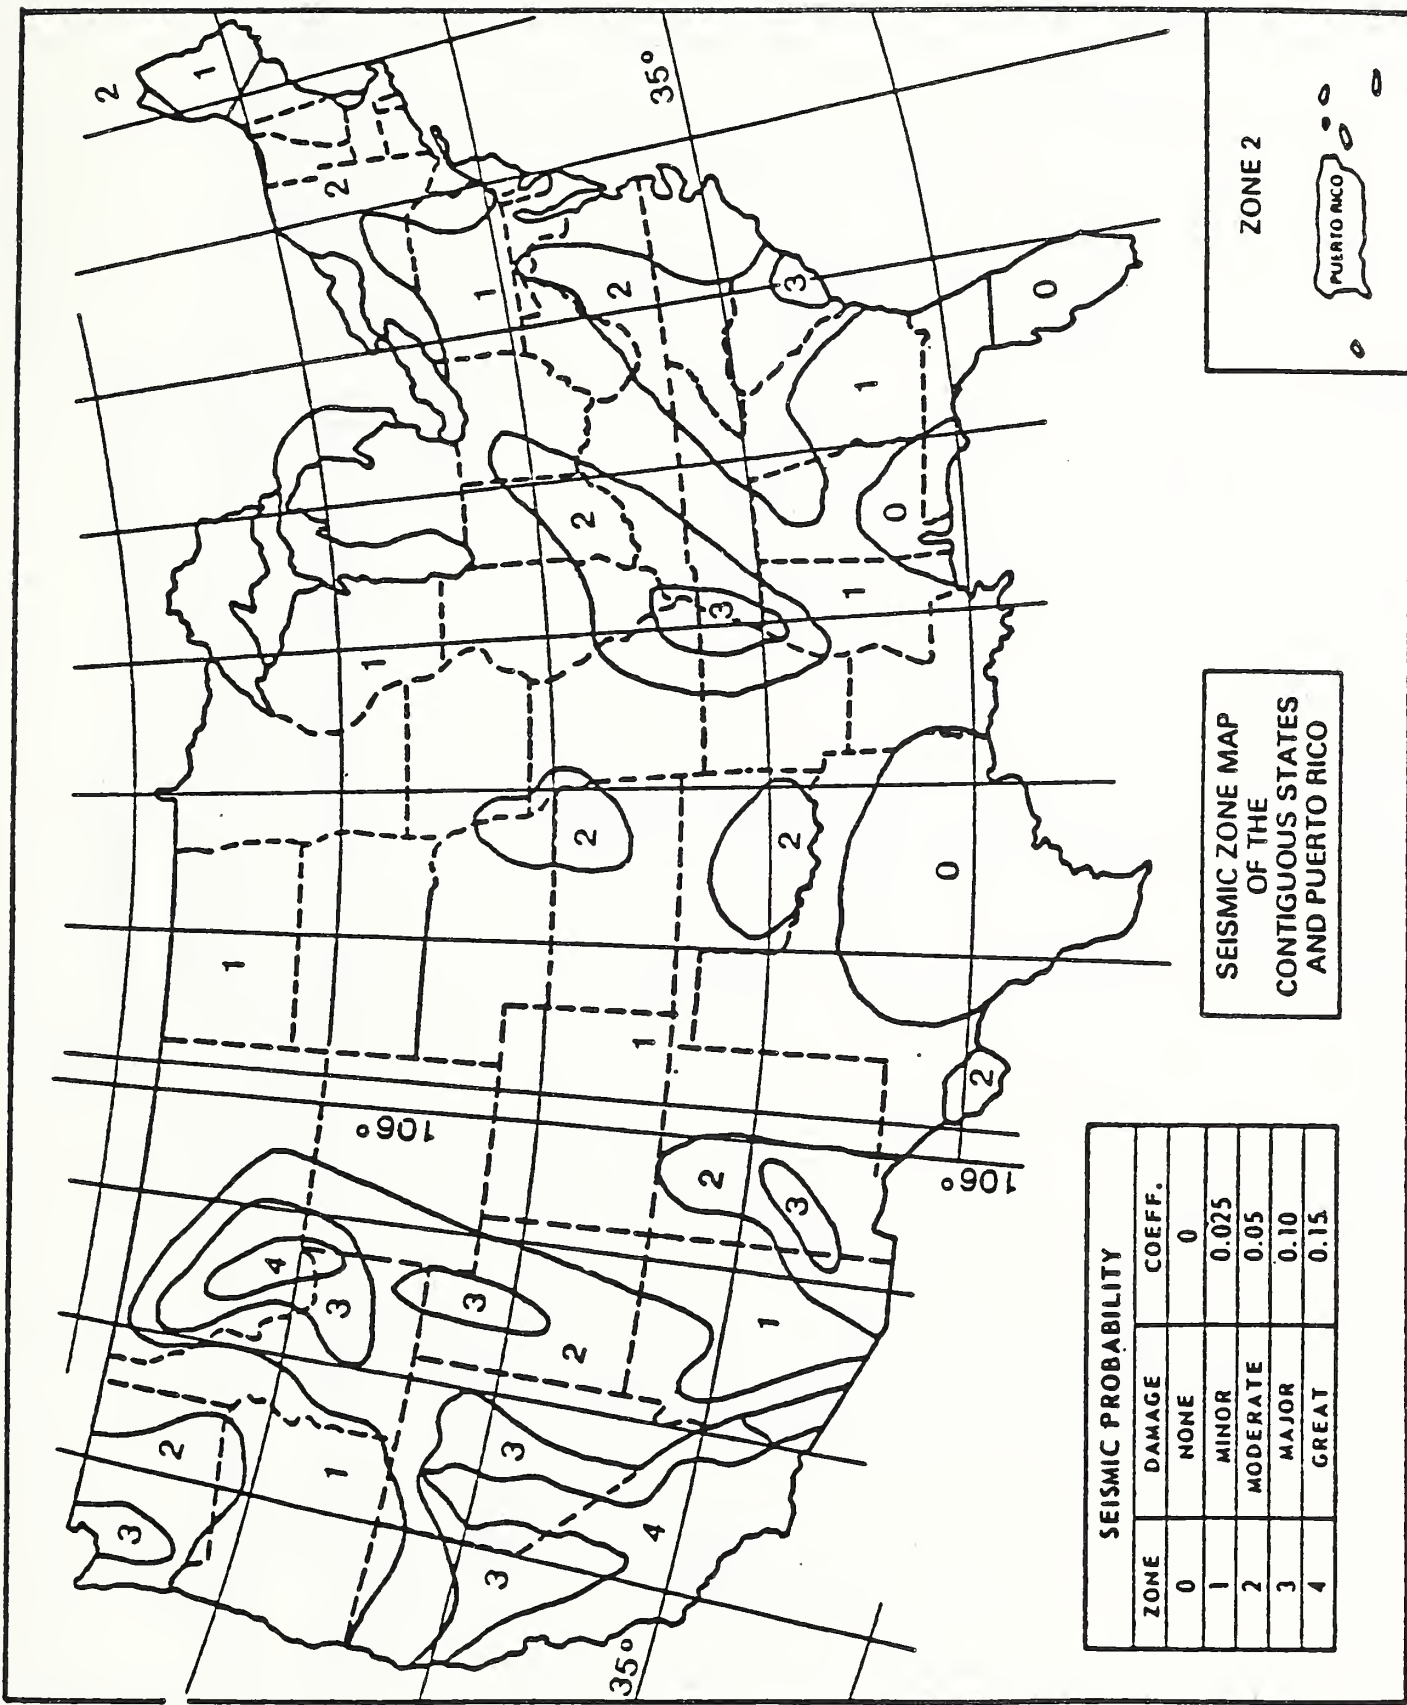 2
3
2
1
1
4
1
3
2
1
106°
3
1
3
3
2
2
2
2
35°
1
4
35°
2
3
1
2
3
3
1
1
0
0
106°
2
0
SEISMIC PROBABILITY
ZONE DAMAGE COEFF.
0 NONE 0
1 MINOR 0.025
2 MODERATE 0.05
3 MAJOR 0.10
4 GREAT 0.15
SEISMIC ZONE MAP
OF THE
CONTIGUOUS STATES
AND PUERTO RICO
ZONE 2
PUERTO RICO